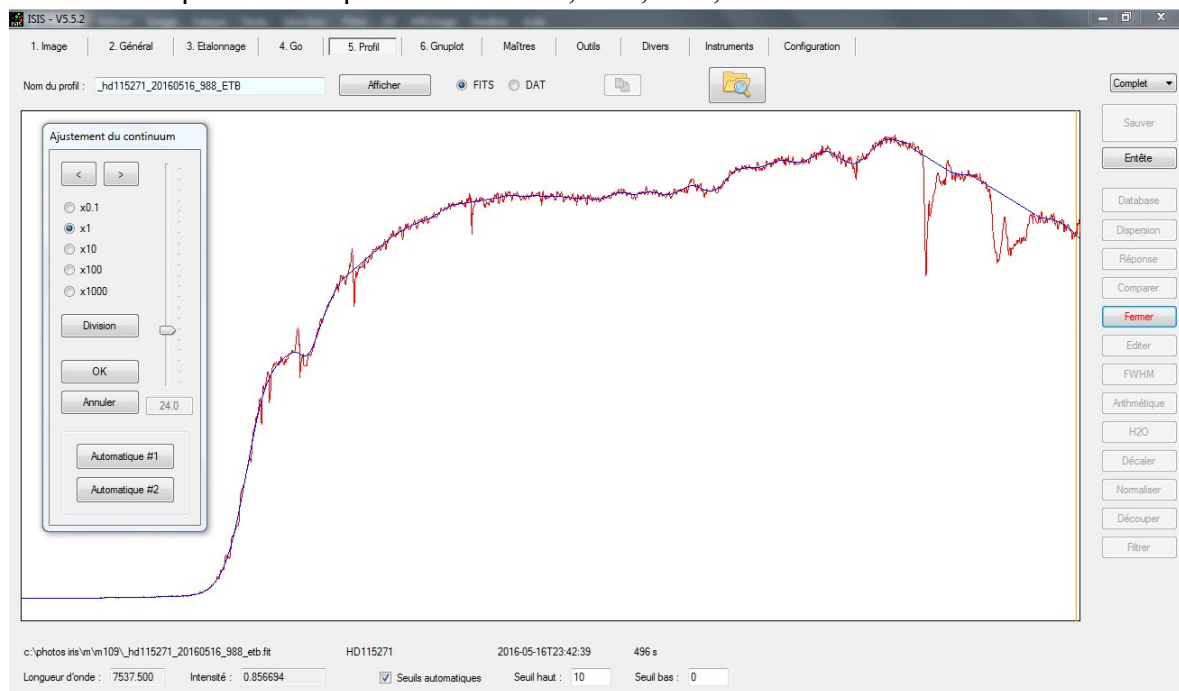 ISIS - V5.5.2
1. Image 2. Général 3. Etalonnage 4. Go 5. Profil 6. Gnuplot Maîtres Outils Divers Instruments Configuration
Nom du profil : _hd115271_20160516_988_ETB Afficher FITS DAT Complet
Ajustement du continuum
< >
x0.1
x1
x10
x100
x1000
Division
OK
Annuler 24.0
Automatique #1
Automatique #2
Sauver
Entête
Database
Dispersion
Réponse
Comparer
Fermer
Editer
FWHM
Arithmétique
H2O
Décaler
Normaliser
Découper
Filtrer
c:\photos iris\m\m109\_hd115271_20160516_988_etb.fit HD115271 2016-05-16T23:42:39 496 s
Longueur d'onde : 7537.500 Intensité : 0.856694 Seuils automatiques Seuil haut : 10 Seuil bas : 0